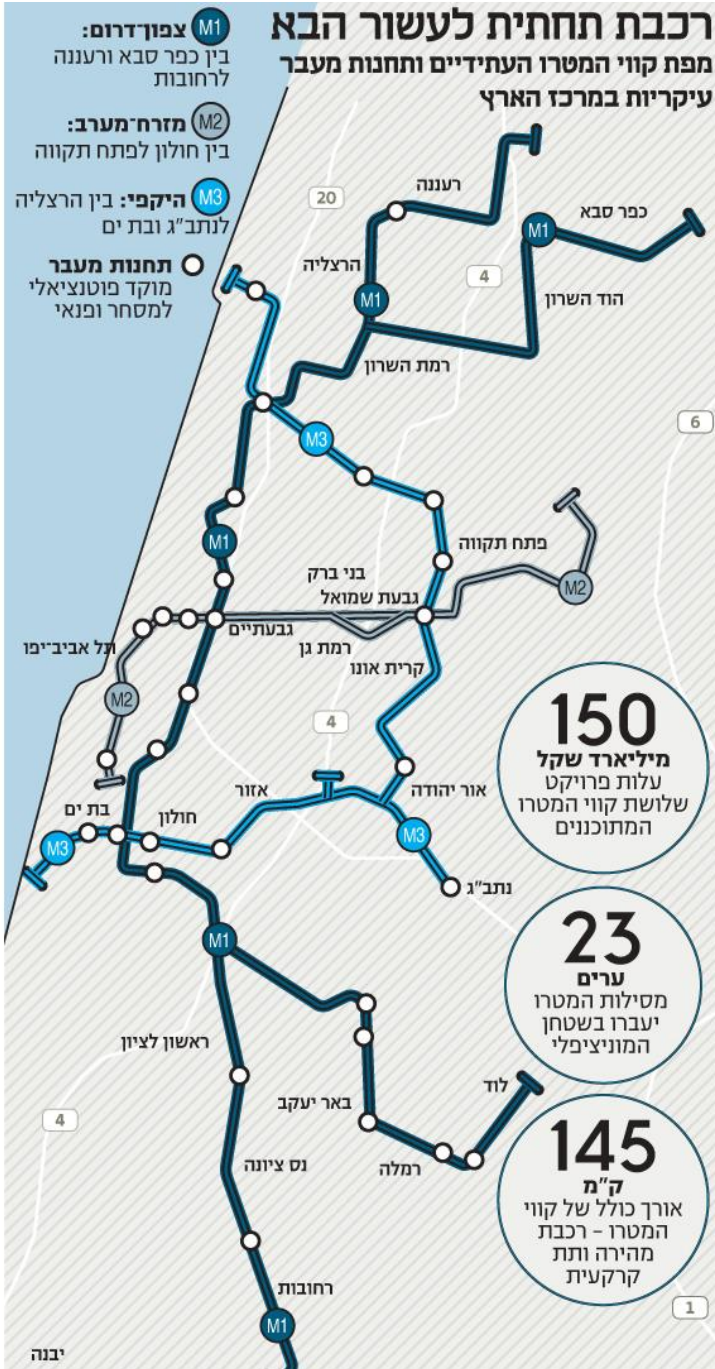 רכבת תחתית לעשור הבא
מפת קווי המטרו העתידיים ותחנות מעבר
עיקריות במרכז הארץ
M1 צפון־דרום:
בין כפר סבא ורעננה
לרחובות
M2 מזרח־מערב:
בין חולון לפתח תקווה
M3 היקפי: בין הרצליה
לנתב"ג ובת ים
תחנות מעבר
מוקד פוטנציאלי
למסחר ופנאי
רעננה
20
כפר סבא
M1
הרצליה
4
M1
הוד השרון
רמת השרון
6
M3
M1
פתח תקווה
בני ברק
גבעת שמואל
M2
גבעתיים
תל אביב־יפו
רמת גן
קרית אונו
M2
4
150
מיליארד שקל
עלות פרויקט
שלושת קווי המטרו
המתוכננים
אור יהודה
אזור
חולון
בת ים
M3
M3
נתב"ג
23
ערים
מסילות המטרו
יעברו בשטחן
המוניציפלי
M1
ראשון לציון
לוד
באר יעקב
4
נס ציונה
רמלה
145
ק"מ
אורך כולל של קווי
המטרו – רכבת
מהירה ותת
קרקעית
רחובות
1
M1
יבנה